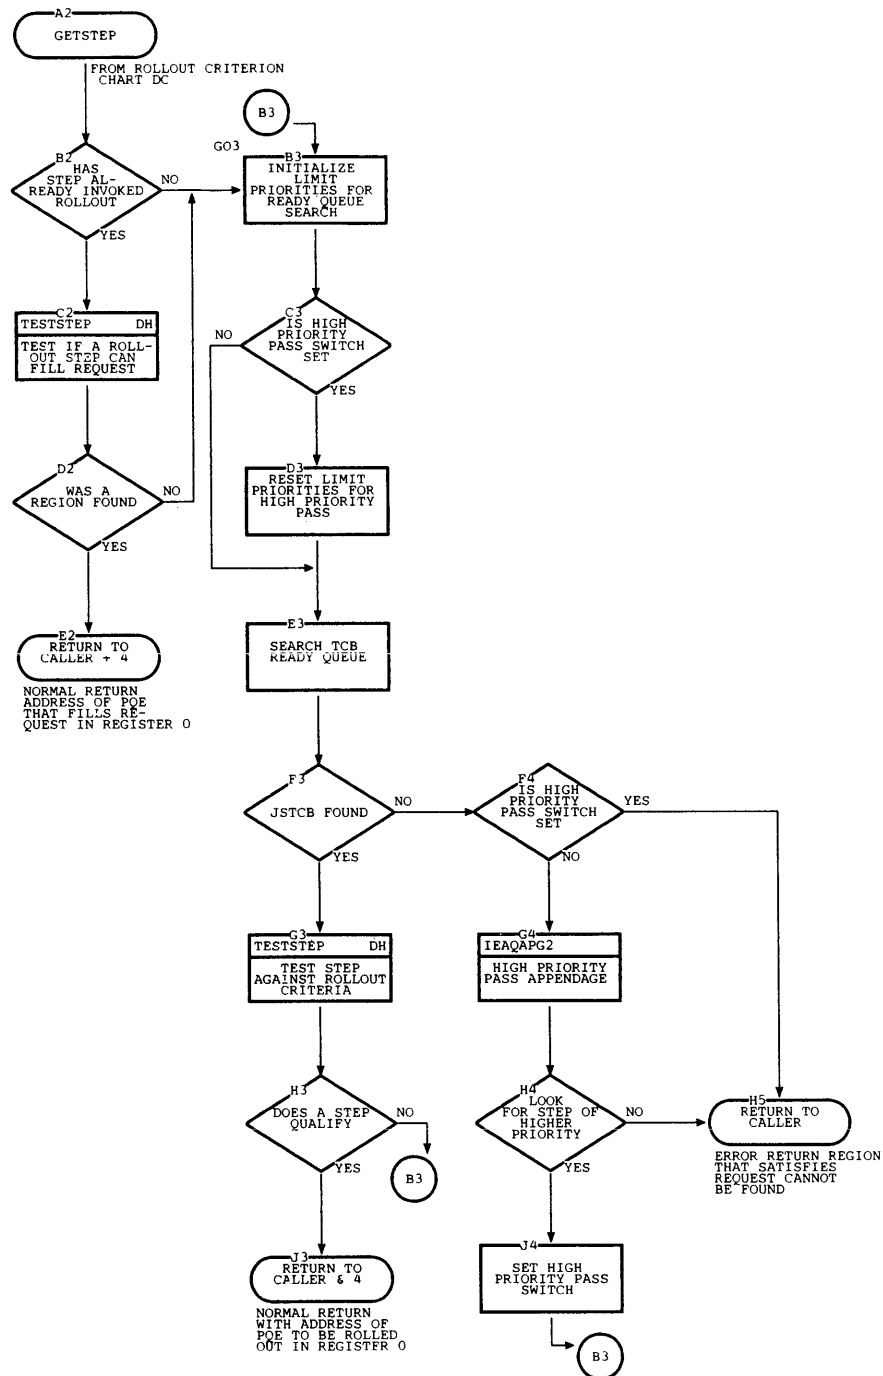 A2
GETSTEP
FROM ROLLOUT CRITERION
CHART DC
B3
GO3
B2
HAS
STEP AL-
READY INVOKED
ROLLOUT
NO
YES
B3
INITIALIZE
LIMIT
PRIORITIES FOR
READY QUEUE
SEARCH
C2
TESTSTEP DH
TEST IF A ROLL-
OUT STEP CAN
FILL REQUEST
C3
IS HIGH
PRIORITY
PASS SWITCH
SET
NO
YES
D2
WAS A
REGION FOUND
NO
YES
D3
RESET LIMIT
PRIORITIES FOR
HIGH PRIORITY
PASS
E2
RETURN TO
CALLER + 4
NORMAL RETURN
ADDRESS OF PQE
THAT FILLS RE-
QUEST IN REGISTER 0
E3
SEARCH TCB
READY QUEUE
F3
JSTCB FOUND
NO
YES
F4
IS HIGH
PRIORITY
PASS SWITCH
SET
YES
NO
G3
TESTSTEP DH
TEST STEP
AGAINST ROLLOUT
CRITERIA
G4
IEAQAPG2
HIGH PRIORITY
PASS APPENDAGE
H3
DOES A STEP
QUALIFY
NO
YES
B3
H4
LOOK
FOR STEP OF
HIGHER
PRIORITY
NO
YES
H5
RETURN TO
CALLER
ERROR RETURN REGION
THAT SATISFIES
REQUEST CANNOT
BE FOUND
J3
RETURN TO
CALLER & 4
NORMAL RETURN
WITH ADDRESS OF
PQE TO BE ROLLED
OUT IN REGISTER 0
J4
SET HIGH
PRIORITY PASS
SWITCH
B3